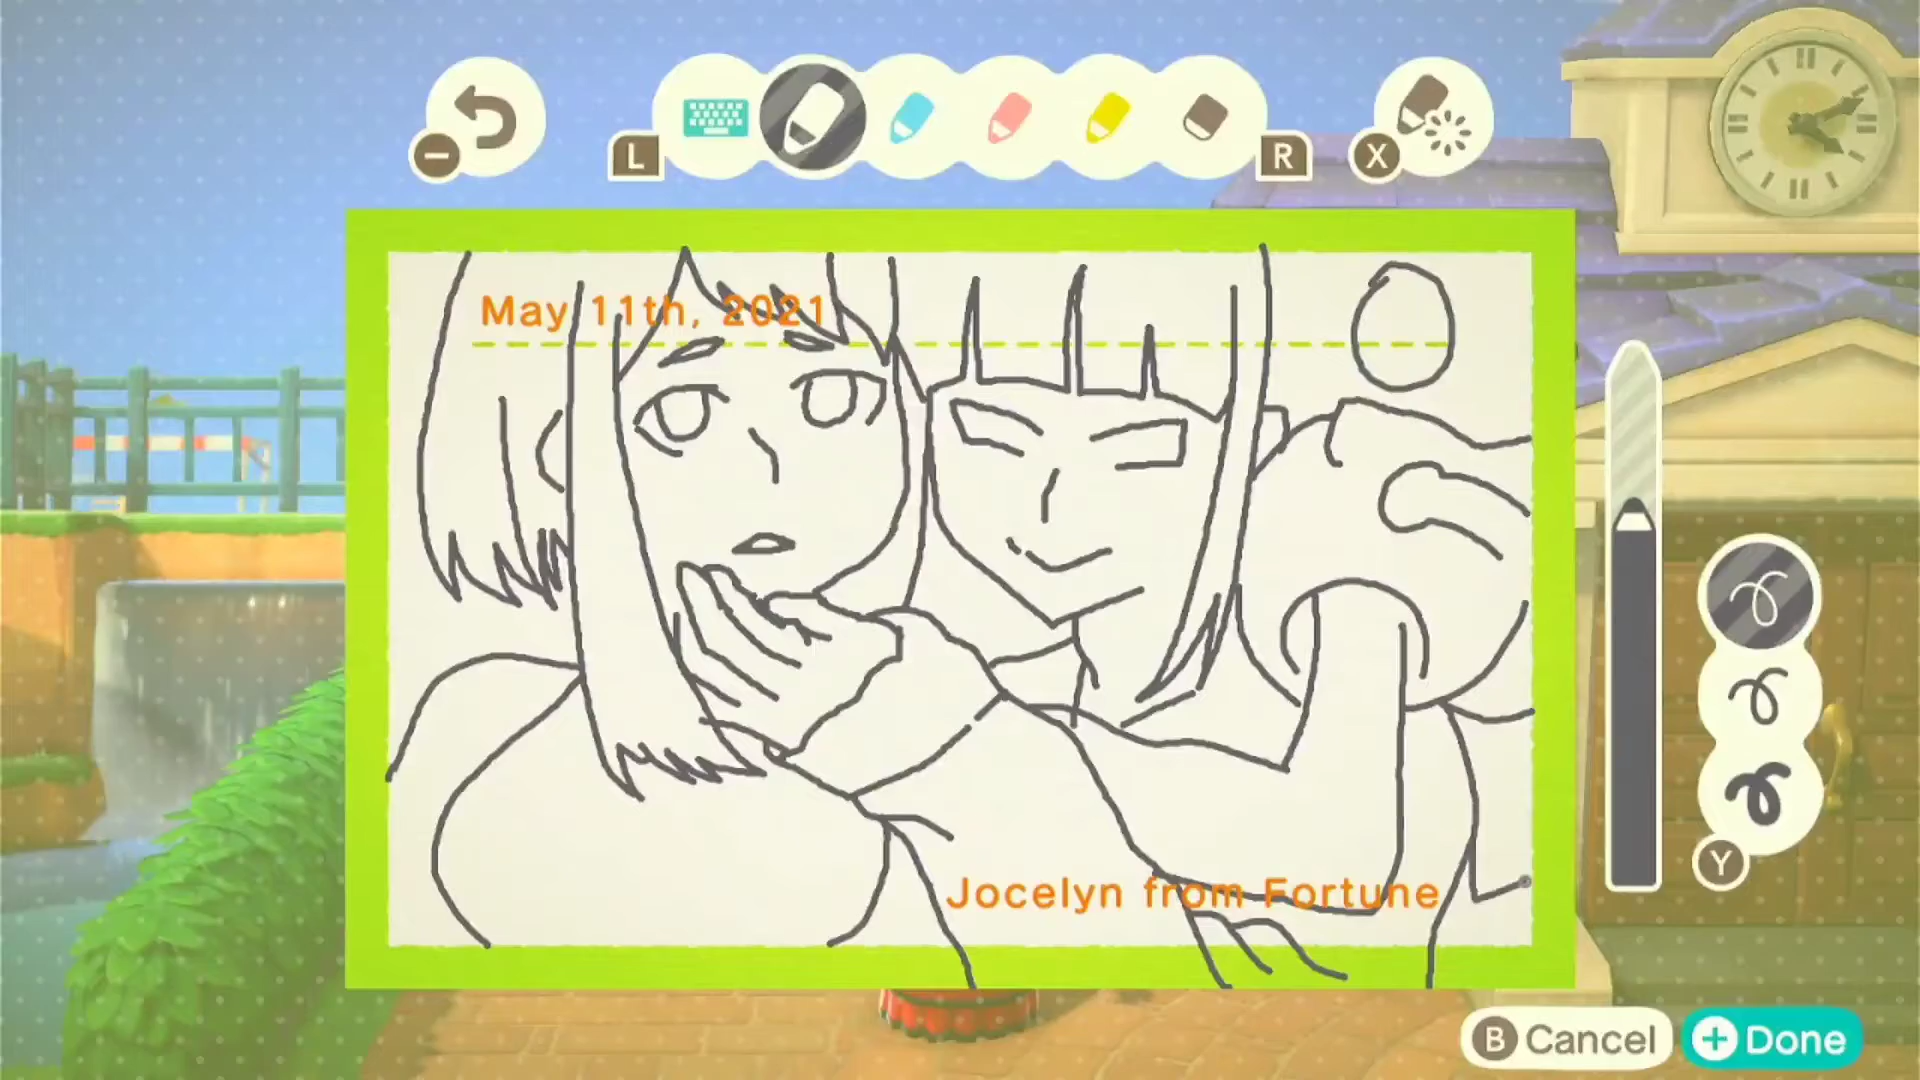 L
R
X
May 11th, 2021
Jocelyn from Fortune
Y
B Cancel
+ Done